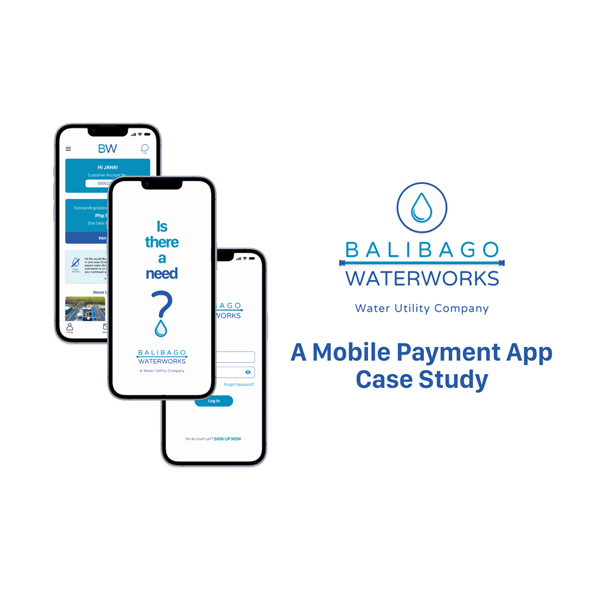 BW
Hi JANA!
Customer Account No.
Outstanding balance
Php
Due Date:
PAY
News
Is
there
a
need
?
BALIBAGO
WATERWORKS
A Water Utility Company
Forgot Password?
Log in
No account yet? SIGN UP NOW
BALIBAGO
WATERWORKS
Water Utility Company
A Mobile Payment App
Case Study